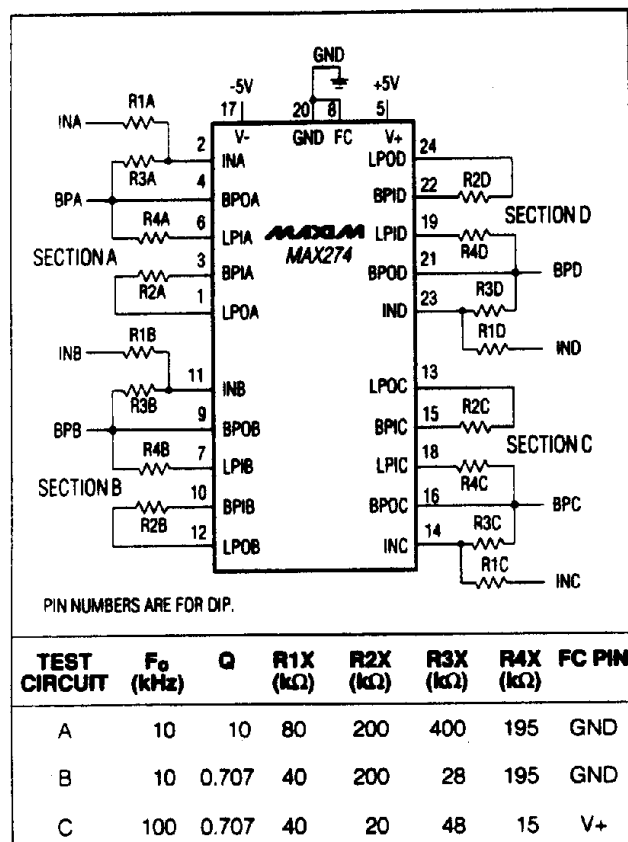 GND
-5V +5V
17 20 8 5
V- GND FC V+
R1A
INA
2 INA
R3A
BPA
4 BPOA
R4A
6 LPIA
SECTION A
3 BPIA
R2A
1 LPOA
R1B
INB
11 INB
R3B
BPB
9 BPOB
R4B
7 LPIB
SECTION B
10 BPIB
R2B
12 LPOB
MAXIM
MAX274
LPOD 24
BPID 22 R2D
SECTION D
LPID 19
R4D
BPOD 21 BPD
R3D
IND 23
R1D
IND
LPOC 13
R2C
BPIC 15
SECTION C
LPIC 18
R4C
BPOC 16 BPC
R3C
INC 14
R1C
INC
PIN NUMBERS ARE FOR DIP.
TEST CIRCUIT Fo (kHz) Q R1X (kΩ) R2X (kΩ) R3X (kΩ) R4X (kΩ) FC PIN
A 10 10 80 200 400 195 GND
B 10 0.707 40 200 28 195 GND
C 100 0.707 40 20 48 15 V+